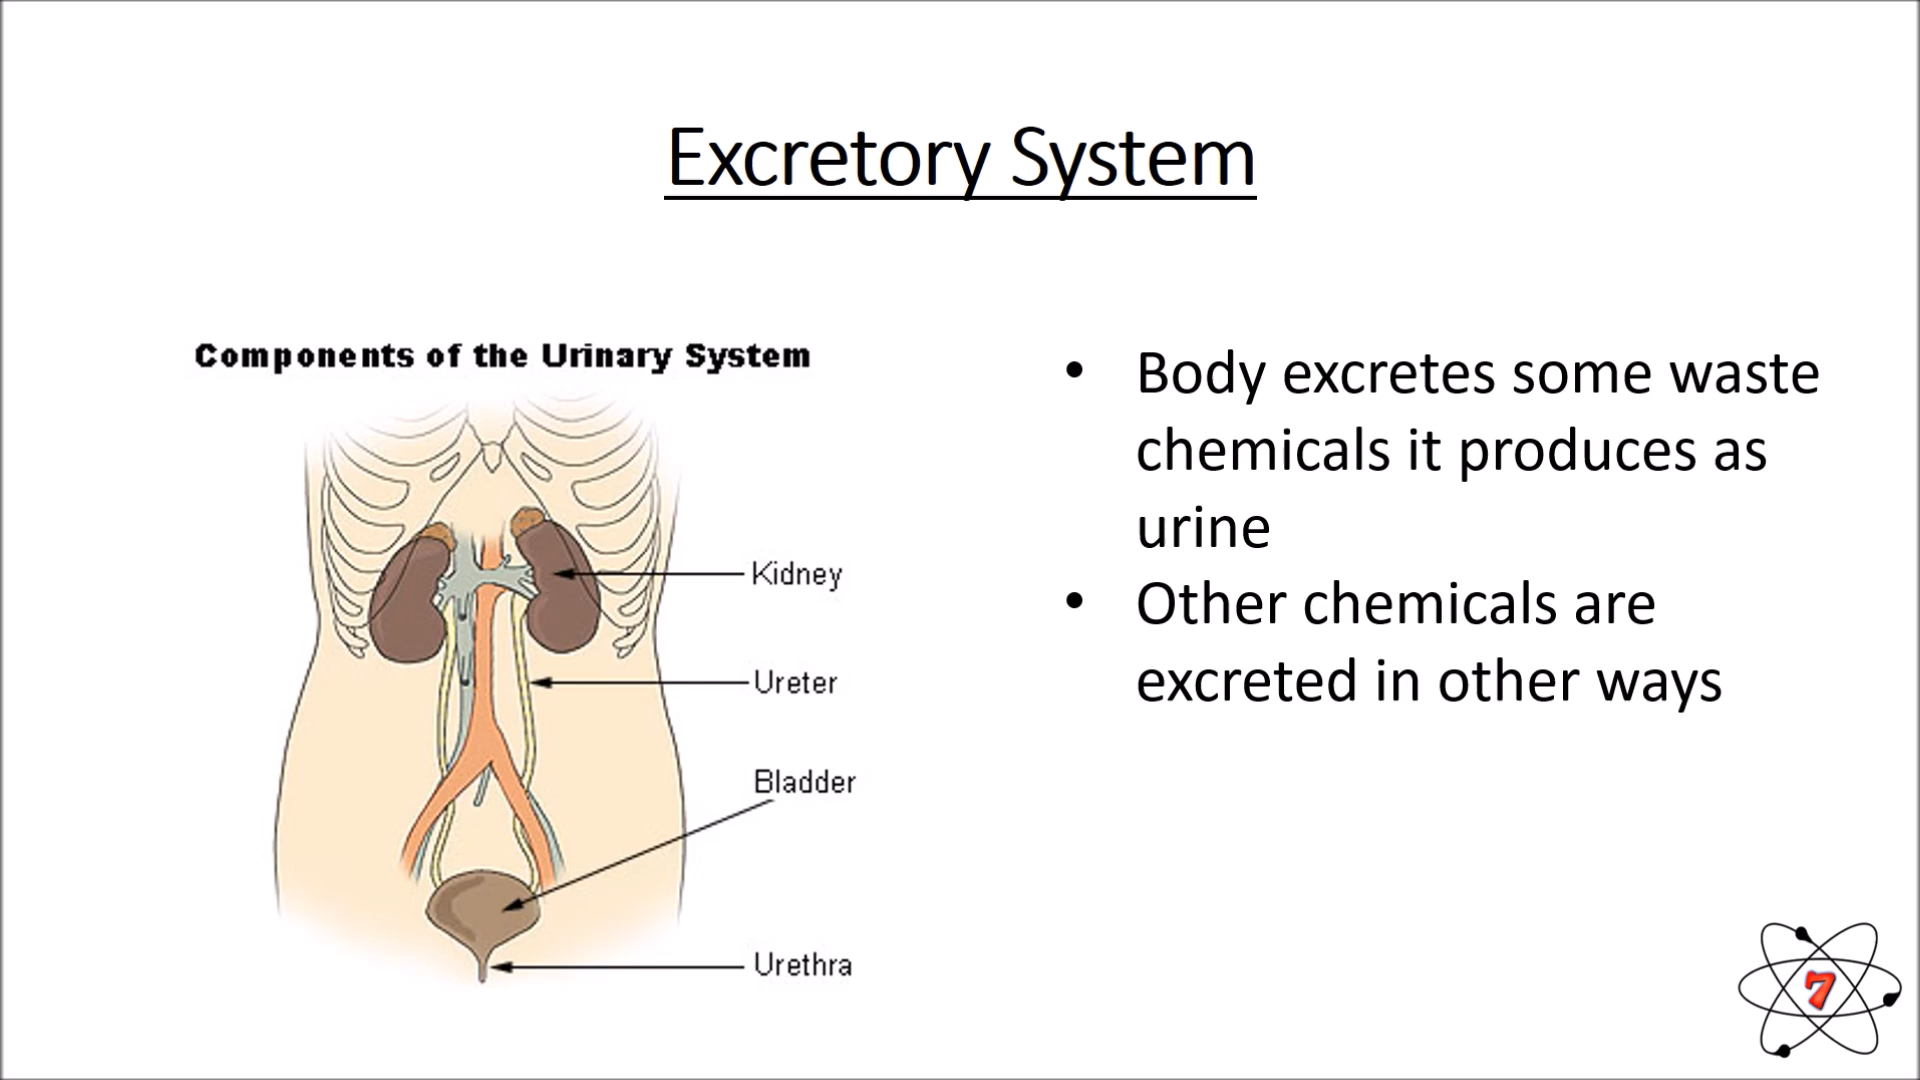 Excretory System
Components of the Urinary System
Kidney
Ureter
Bladder
Urethra
• Body excretes some waste
chemicals it produces as
urine
• Other chemicals are
excreted in other ways
7